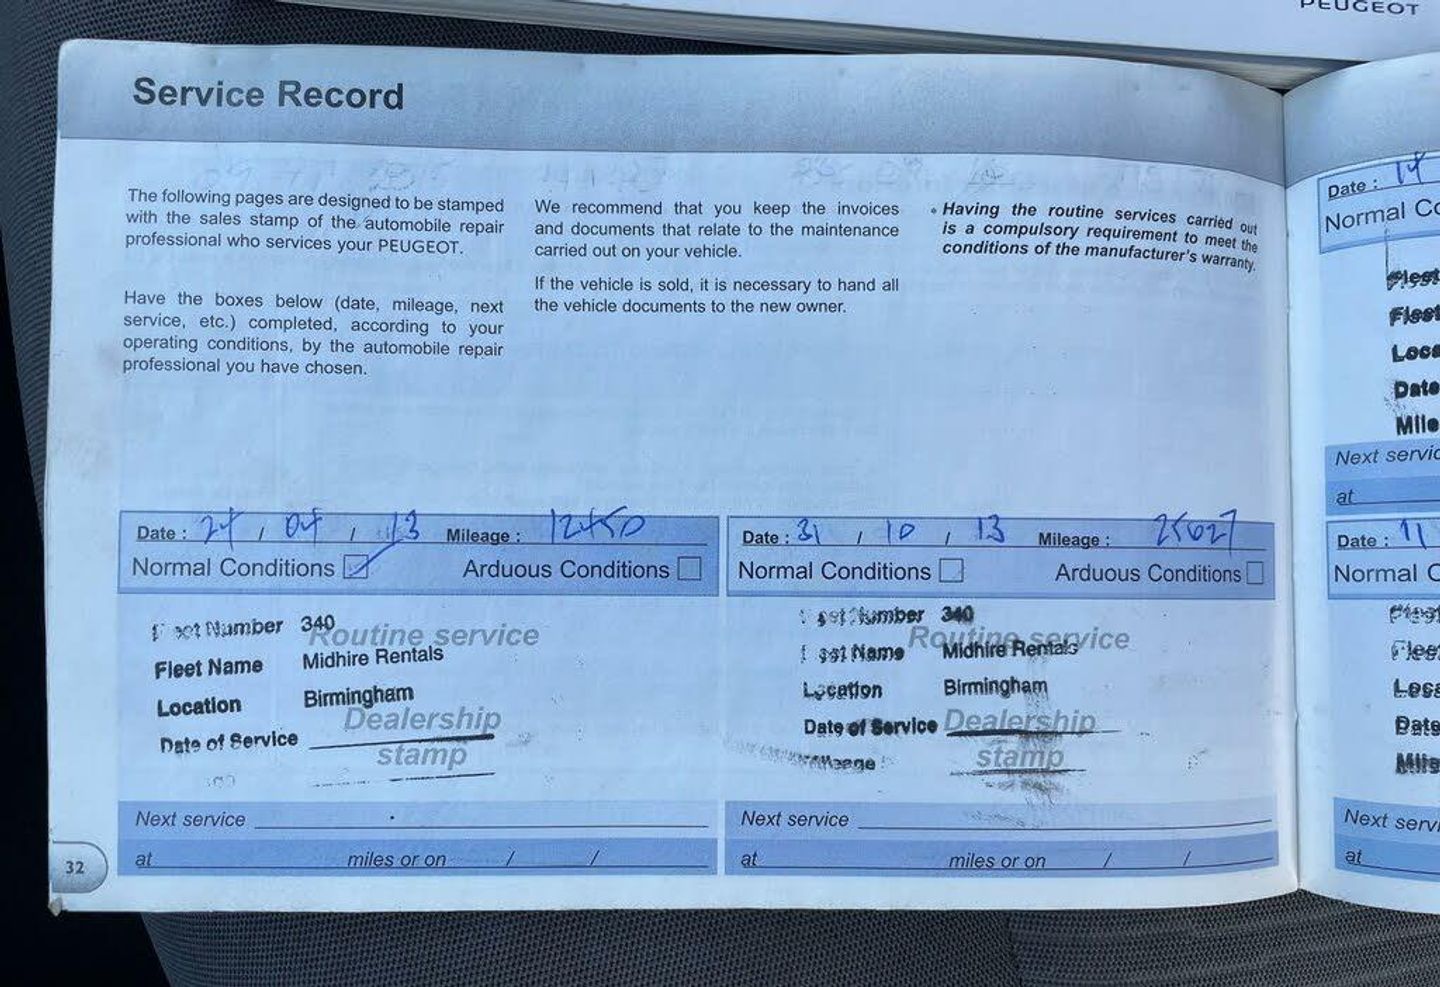 PEUGEOT
Service Record
The following pages are designed to be stamped
with the sales stamp of the automobile repair
professional who services your PEUGEOT.
Have the boxes below (date, mileage, next
service, etc.) completed, according to your
operating conditions, by the automobile repair
professional you have chosen.
We recommend that you keep the invoices
and documents that relate to the maintenance
carried out on your vehicle.
If the vehicle is sold, it is necessary to hand all
the vehicle documents to the new owner.
• Having the routine services carried out
is a compulsory requirement to meet the
conditions of the manufacturer's warranty.
Date : 24 / 04 / 13 Mileage : 12450
Normal Conditions Arduous Conditions
Number 340
Routine service
Fleet Name Midhire Rentals
Location Birmingham
Dealership
Date of Service
stamp
Next service
at miles or on / /
32
Date : 31 / 10 / 13 Mileage : 25627
Normal Conditions Arduous Conditions
Number 340
Routine service
Name Midhire Rentals
Location Birmingham
Date of Service Dealership
stamp
Next service
at miles or on / /
Date :
Normal Co
Date
Next servic
at
Date : 11
Normal C
Next servi
at